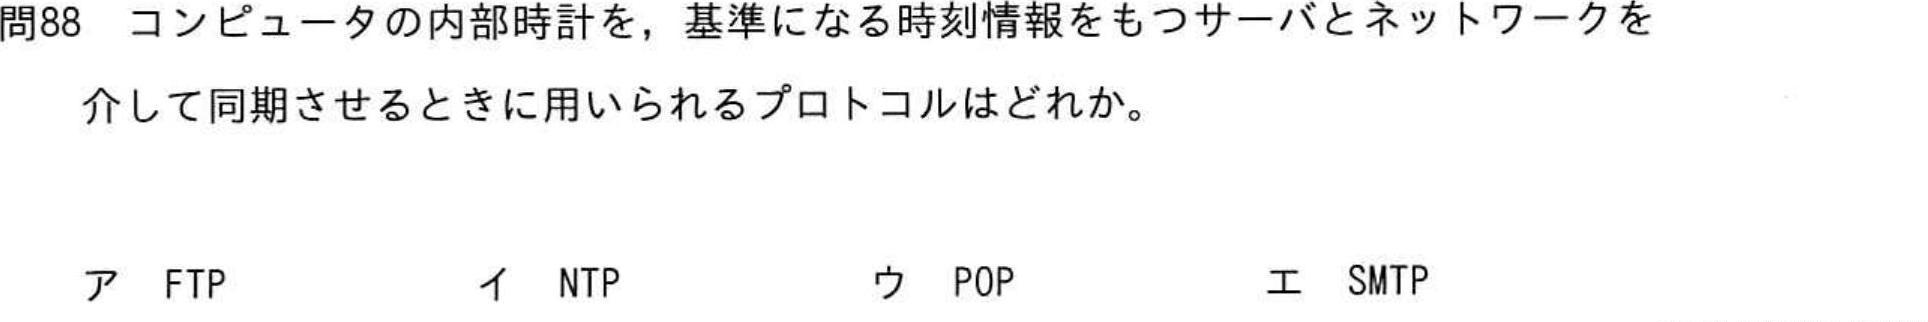 問88　コンピュータの内部時計を，基準になる時刻情報をもつサーバとネットワークを
介して同期させるときに用いられるプロトコルはどれか。
ア　FTP　イ　NTP　ウ　POP　エ　SMTP